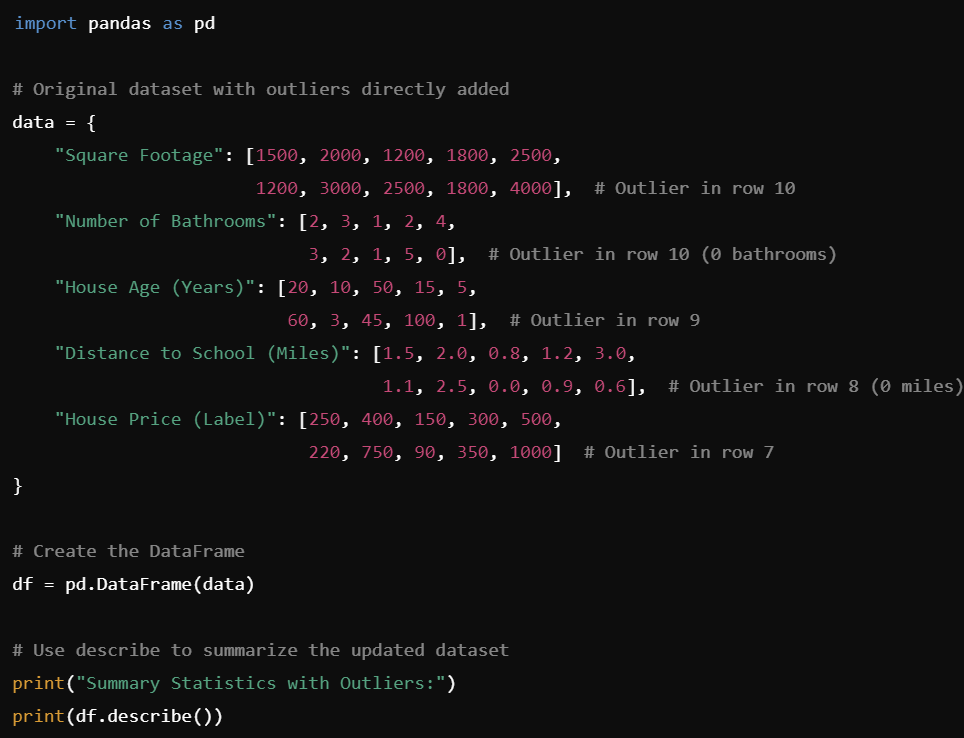 import pandas as pd
# Original dataset with outliers directly added
data = {
    "Square Footage": [1500, 2000, 1200, 1800, 2500,
                       1200, 3000, 2500, 1800, 4000],  # Outlier in row 10
    "Number of Bathrooms": [2, 3, 1, 2, 4,
                            3, 2, 1, 5, 0],  # Outlier in row 10 (0 bathrooms)
    "House Age (Years)": [20, 10, 50, 15, 5,
                          60, 3, 45, 100, 1],  # Outlier in row 9
    "Distance to School (Miles)": [1.5, 2.0, 0.8, 1.2, 3.0,
                                   1.1, 2.5, 0.0, 0.9, 0.6],  # Outlier in row 8 (0 miles)
    "House Price (Label)": [250, 400, 150, 300, 500,
                            220, 750, 90, 350, 1000]  # Outlier in row 7
}
# Create the DataFrame
df = pd.DataFrame(data)
# Use describe to summarize the updated dataset
print("Summary Statistics with Outliers:")
print(df.describe())